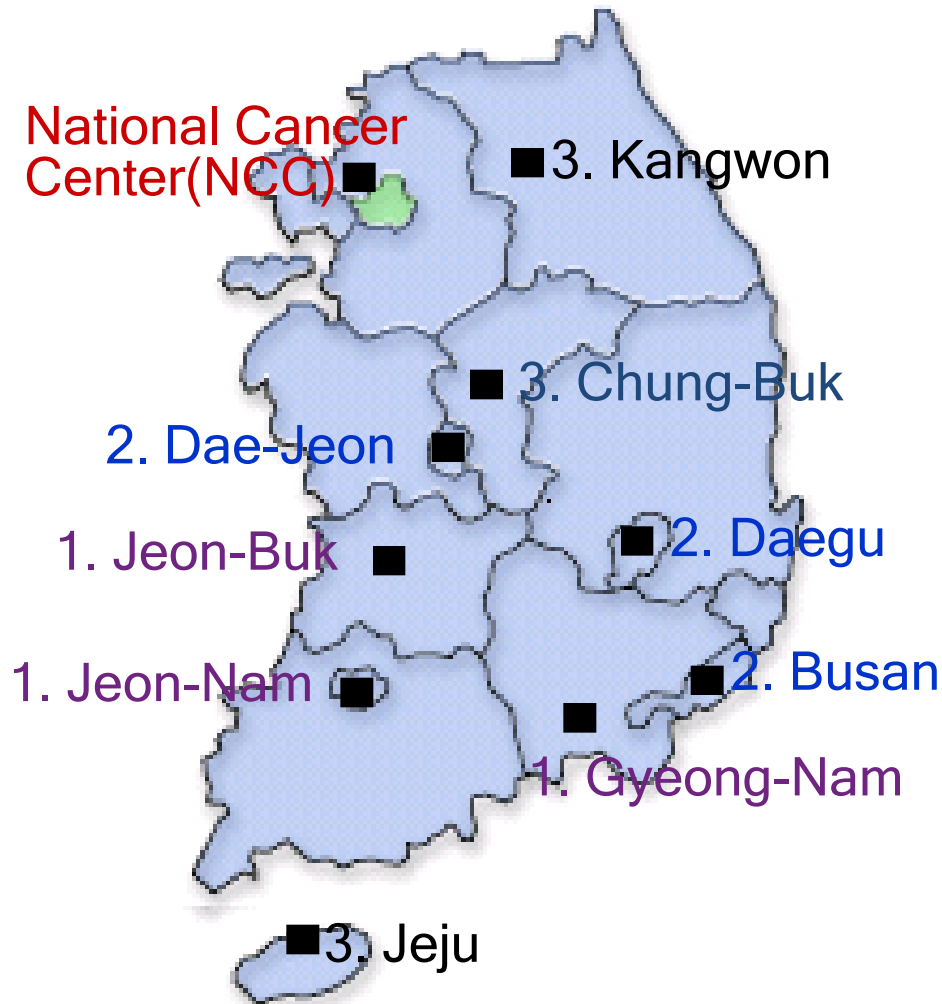 National Cancer
Center(NCC)
3. Kangwon
3. Chung-Buk
2. Dae-Jeon
1. Jeon-Buk
2. Daegu
1. Jeon-Nam
2. Busan
1. Gyeong-Nam
3. Jeju